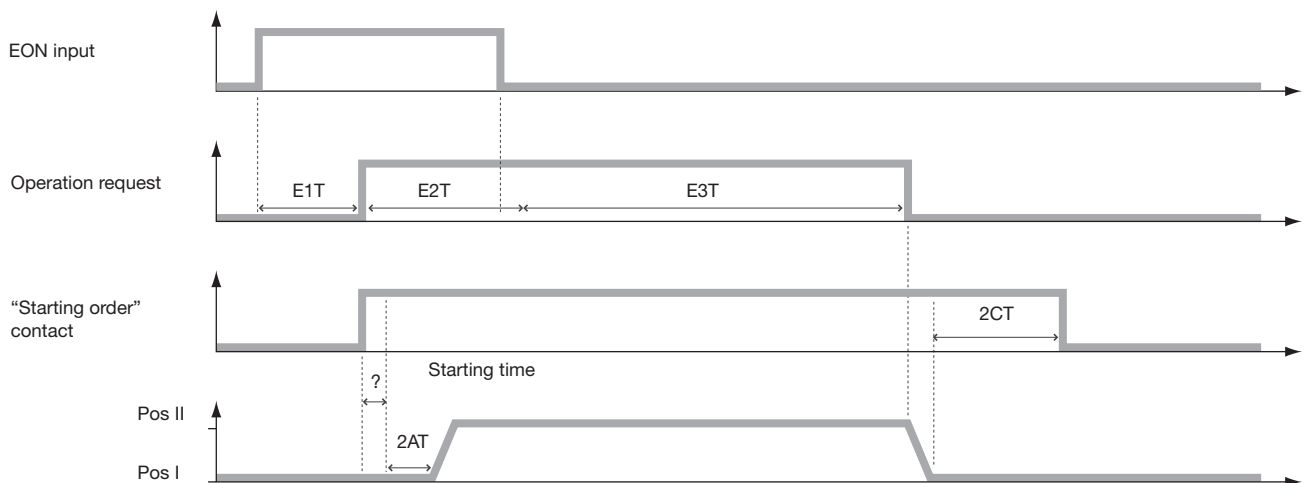 EON input
Operation request
E1T
E2T
E3T
“Starting order”
contact
2CT
Starting time
?
Pos II
2AT
Pos I